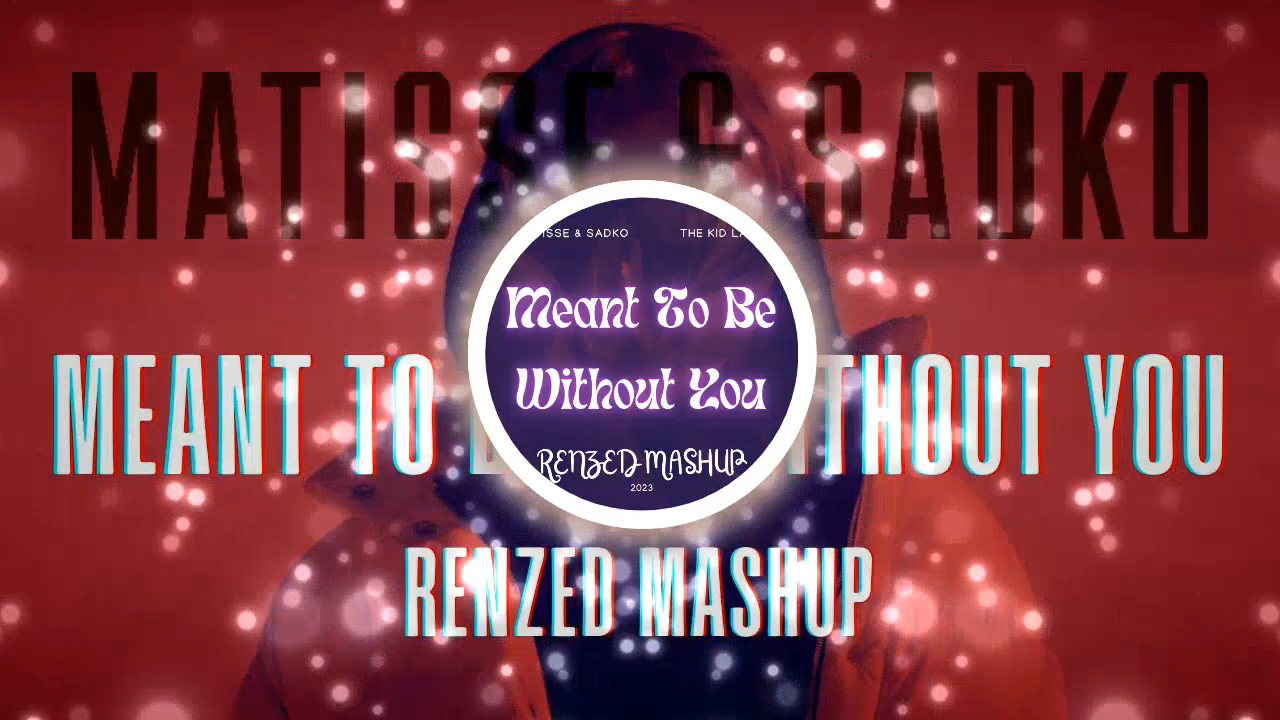 MATISSE & SADKO
ISSE & SADKO THE KID LA
Meant To Be
Without You
MEANT TO B THOUT YOU
RENZED MASHUP
2023
RENZED MASHUP